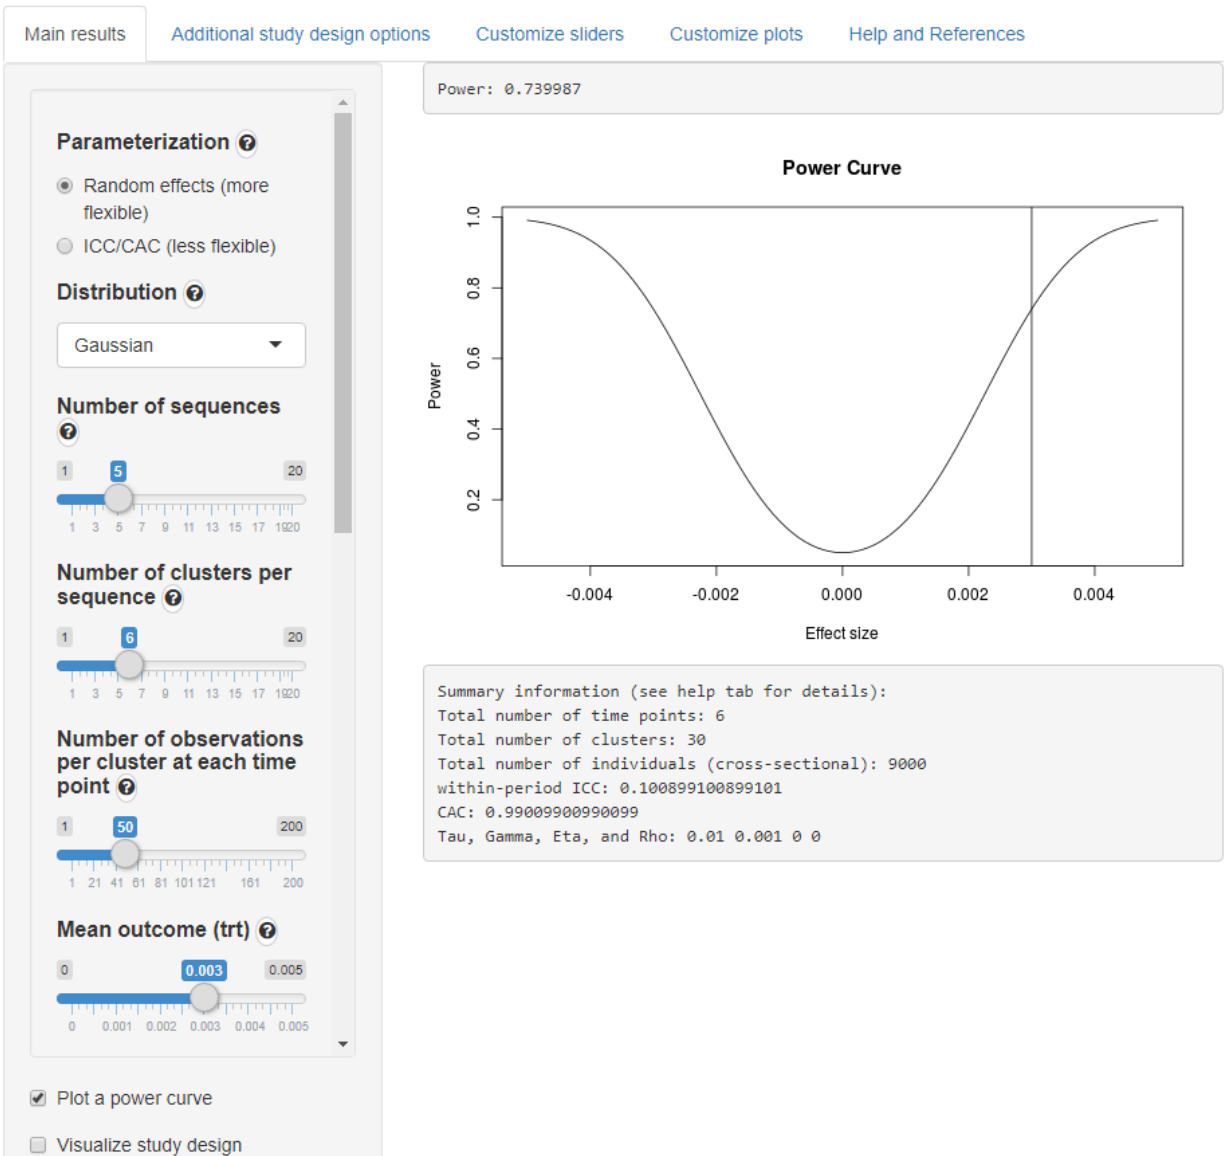 Main results Additional study design options Customize sliders Customize plots Help and References
Parameterization ?
Random effects (more
flexible)
ICC/CAC (less flexible)
Distribution ?
Gaussian
Number of sequences
?
1 5 20
1 3 5 7 9 11 13 15 17 1920
Number of clusters per
sequence ?
1 6 20
1 3 5 7 9 11 13 15 17 1920
Number of observations
per cluster at each time
point ?
1 50 200
1 21 41 61 81 101 121 161 200
Mean outcome (trt) ?
0 0.003 0.005
0 0.001 0.002 0.003 0.004 0.005
Plot a power curve
Visualize study design
Power: 0.739987
Power Curve
Power
1.0
0.8
0.6
0.4
0.2
-0.004 -0.002 0.000 0.002 0.004
Effect size
Summary information (see help tab for details):
Total number of time points: 6
Total number of clusters: 30
Total number of individuals (cross-sectional): 9000
within-period ICC: 0.100899100899101
CAC: 0.99009900990099
Tau, Gamma, Eta, and Rho: 0.01 0.001 0 0